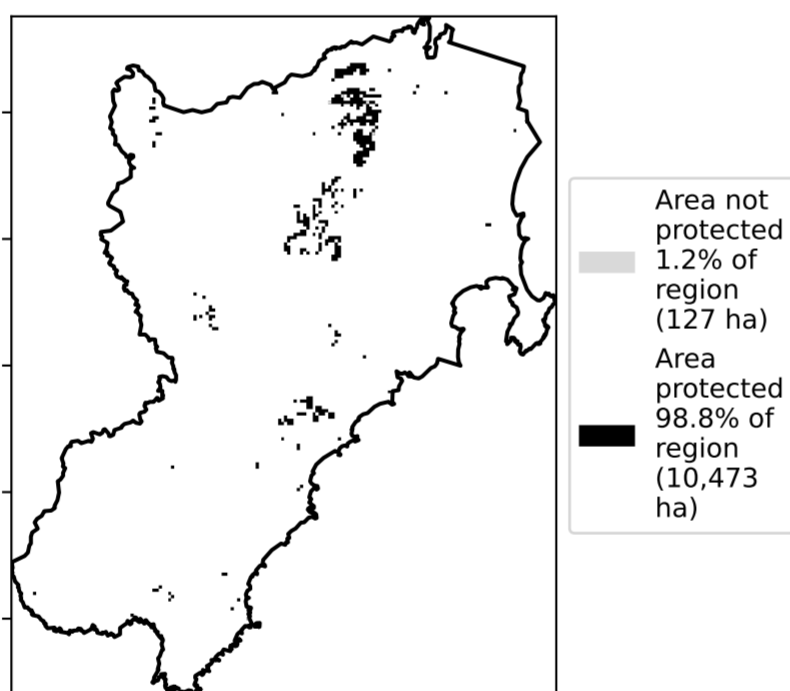 Area not
protected
1.2% of
region
(127 ha)
Area
protected
98.8% of
region
(10,473
ha)